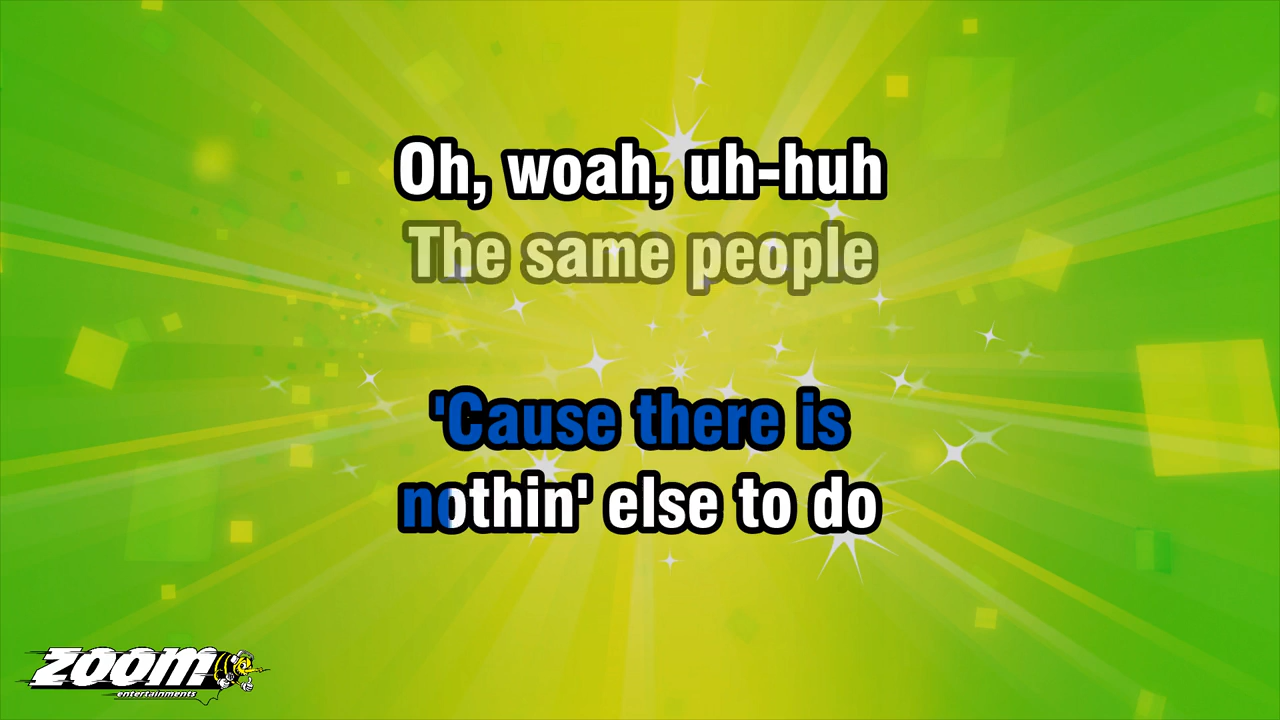 Oh, woah, uh-huh
The same people
'Cause there is
nothin' else to do
zoom
entertainments